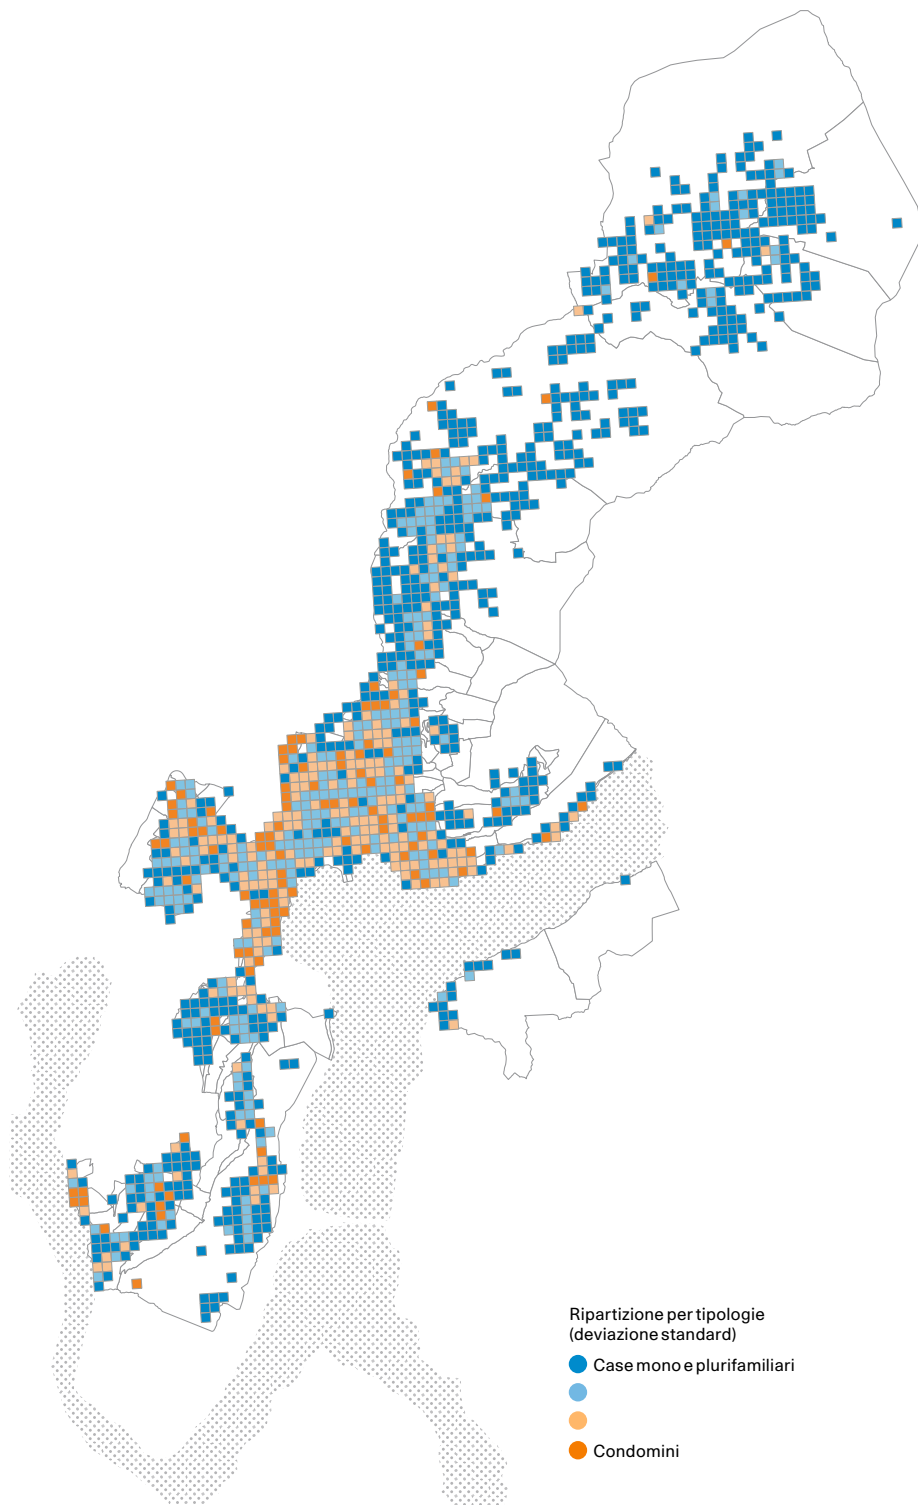 Ripartizione per tipologie
(deviazione standard)
Case mono e plurifamiliari
Condomini